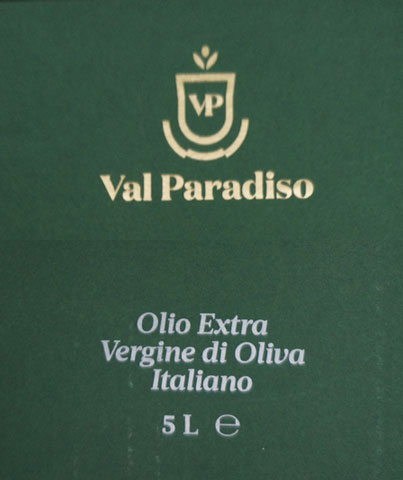 VP
Val Paradiso
Olio Extra
Vergine di Oliva
Italiano
5 L ℮